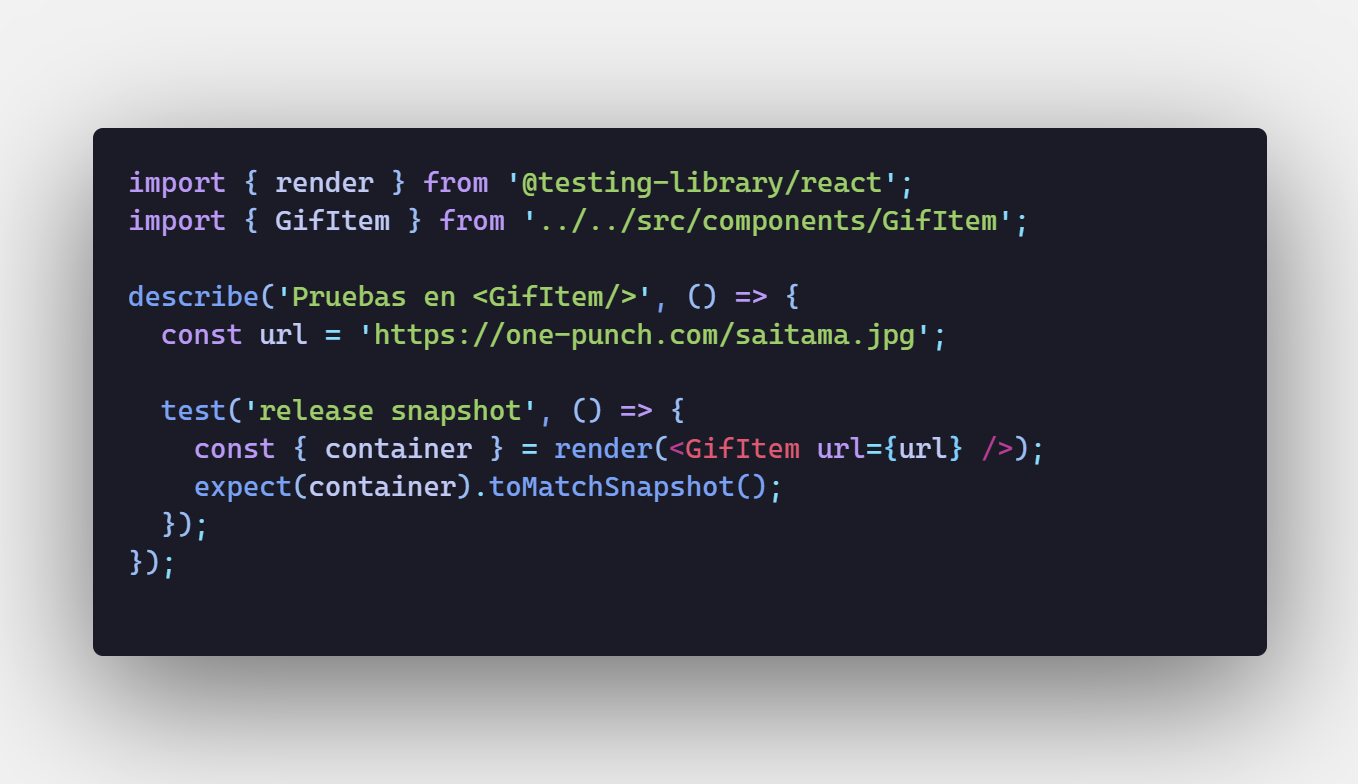 import { render } from '@testing-library/react';
import { GifItem } from '../../src/components/GifItem';
describe('Pruebas en <GifItem/>', () => {
  const url = 'https://one-punch.com/saitama.jpg';
  test('release snapshot', () => {
    const { container } = render(<GifItem url={url} />);
    expect(container).toMatchSnapshot();
  });
});